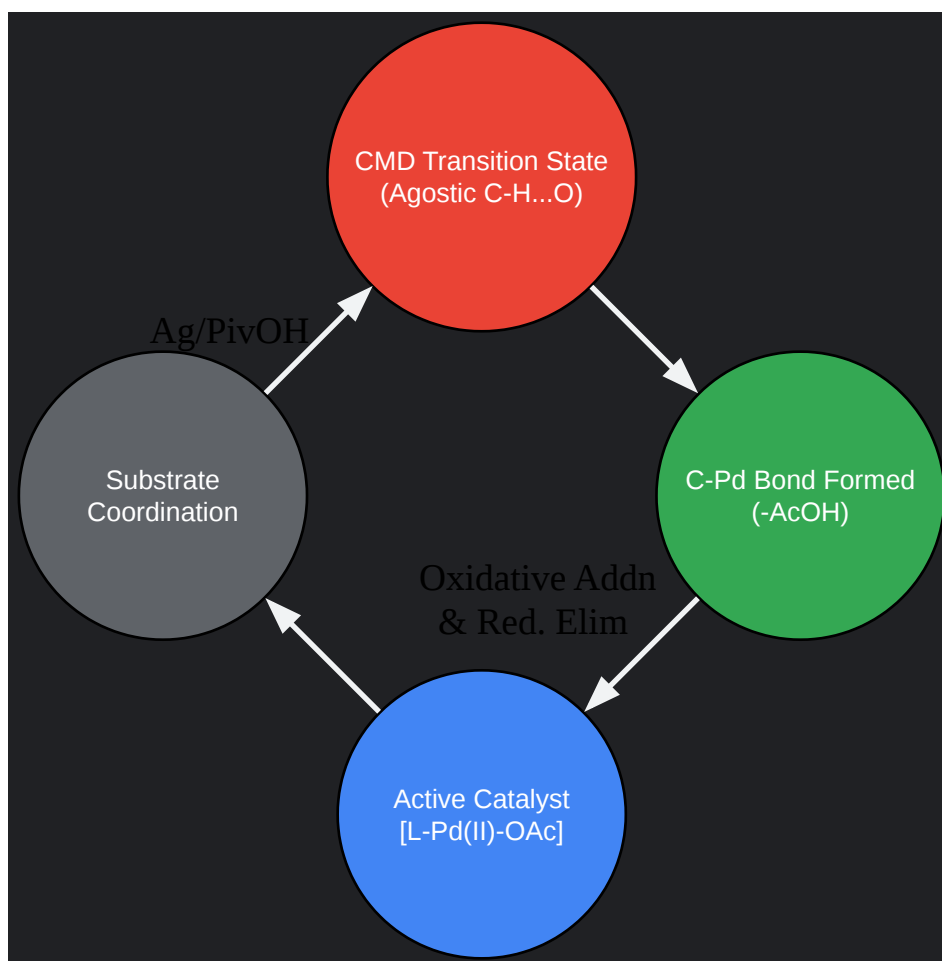 CMD Transition State
(Agostic C-H...O)
Ag/PivOH
Substrate
Coordination
C-Pd Bond Formed
(-AcOH)
Oxidative Addn
& Red. Elim
Active Catalyst
[L-Pd(II)-OAc]